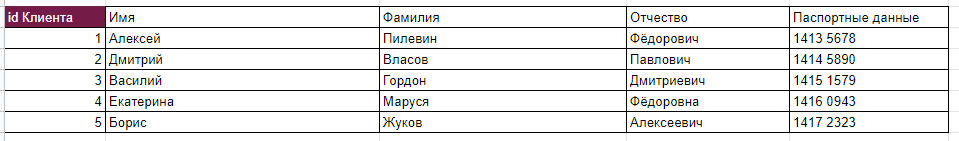 id Клиента Имя Фамилия Отчество Паспортные данные
1 Алексей Пилевин Фёдорович 1413 5678
2 Дмитрий Власов Павлович 1414 5890
3 Василий Гордон Дмитриевич 1415 1579
4 Екатерина Маруся Фёдоровна 1416 0943
5 Борис Жуков Алексеевич 1417 2323